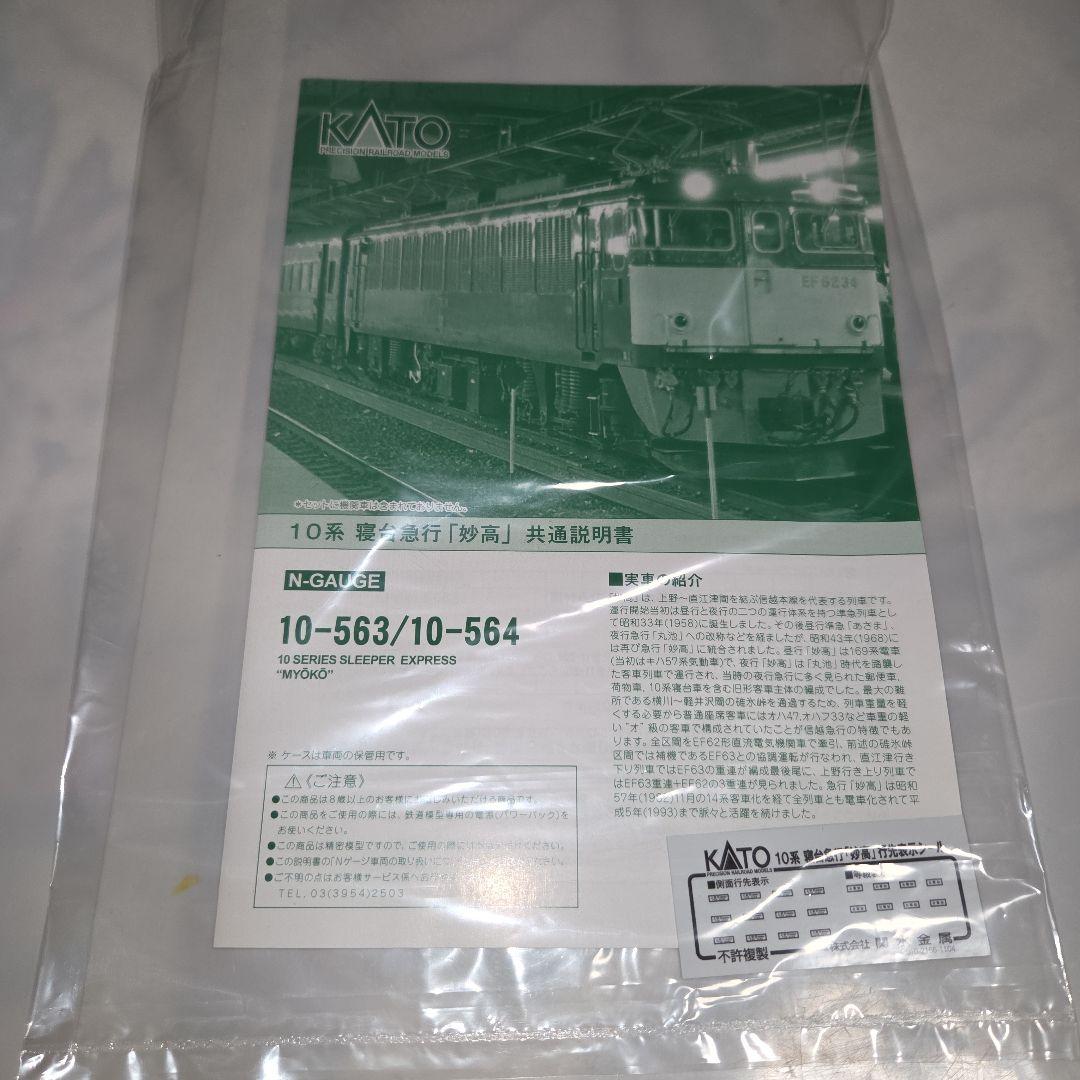 KATO
PRECISION RAILROAD MODELS
EF6234
*セットに機関車は含まれておりません。
10系 寝台急行「妙高」 共通説明書
N-GAUGE
10-563/10-564
10 SERIES SLEEPER EXPRESS
“MYŌKŌ”
※ ケースは車両の保管用です。
⚠《ご注意》
●この商品は8歳以上のお客様に お楽しみいただける商品です。
●この商品をご使用の際には、鉄道模型専用の電源(パワーパック)を
お使いください。
●この商品は精密模型ですので、ご使用の際には
●この説明書の「Nゲージ車両の取り扱いに
●ご不明の点はお客様サービス係へ
TEL.03(3954)2503
■実車の紹介
「妙高」は、上野〜直江津間を結ぶ信越本線を代表する列車です。
運行開始当初は昼行と夜行の二つの運行体系を持つ準急列車とし
て昭和33年(1958)に誕生しました。その後昼行準急「あさま」、
夜行急行「丸池」への改称などを経ましたが、昭和43年(1968)に
は再び急行「妙高」に統合されました。昼行「妙高」は169系電車
(当初はキハ57系気動車)で、夜行「妙高」は「丸池」時代を踏襲し
た客車列車で運行され、当時の夜行急行に多く見られた郵便車、
荷物車、10系寝台車を含む旧形客車主体の編成でした。最大の難
所である横川〜軽井沢間の碓氷峠を通過するため、列車重量を軽
くする必要から普通座席客車にはオハ47、オハフ33など車重の軽
い“オ”級の客車で構成されていたことが信越急行の特徴でもあ
ります。全区間をEF62形直流電気機関車で牽引、前述の碓氷峠
区間では補機であるEF63との協調運転が行なわれ、直江津行き
下り列車ではEF63の重連が編成最後尾に、上野行き上り列車で
はEF63重連+EF62の3重連が見られました。急行「妙高」は昭和
57年(1982)11月の14系客車化を経て全列車とも電車化されて平
成5年(1993)まで脈々と活躍を続けました。
KATO 10系 寝台急行「妙高」行先表示シール
PRECISION RAILROAD MODELS
■側面行先表示
不許複製
株式会社 関水金属